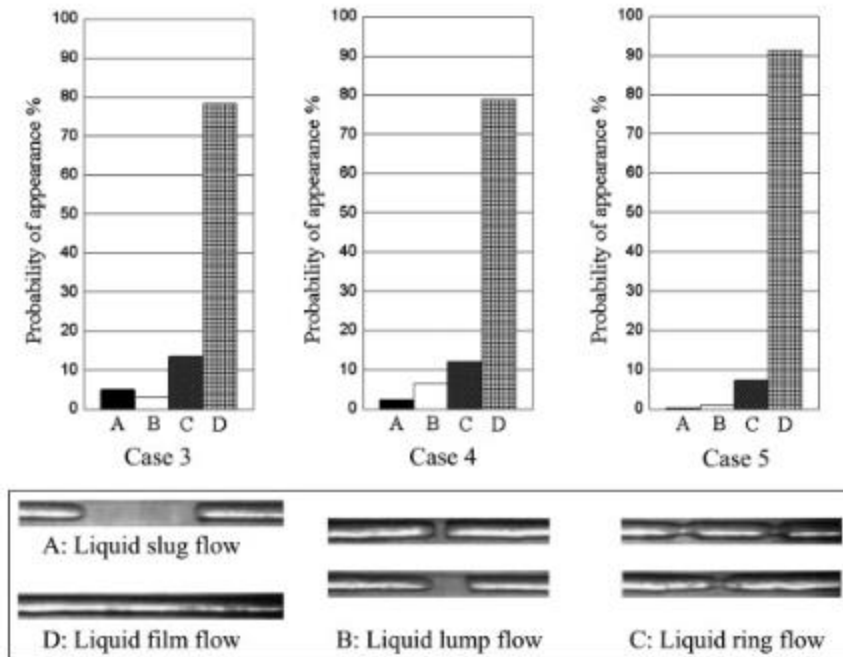 Probability of appearance %
100
90
80
70
60
50
40
30
20
10
0
A B C D
Case 3
Probability of appearance %
100
90
80
70
60
50
40
30
20
10
0
A B C D
Case 4
Probability of appearance %
100
90
80
70
60
50
40
30
20
10
0
A B C D
Case 5
A: Liquid slug flow
D: Liquid film flow
B: Liquid lump flow
C: Liquid ring flow